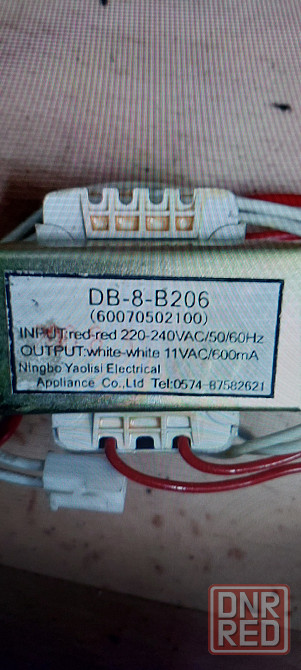 DB-8-B206
(60070502100)
INPUT:red-red 220-240VAC/50/60Hz
OUTPUT:white-white 11VAC/600mA
Ningbo Yaolisi Electrical
Appliance Co.,Ltd Tel:0574-87582621
DNR
RED